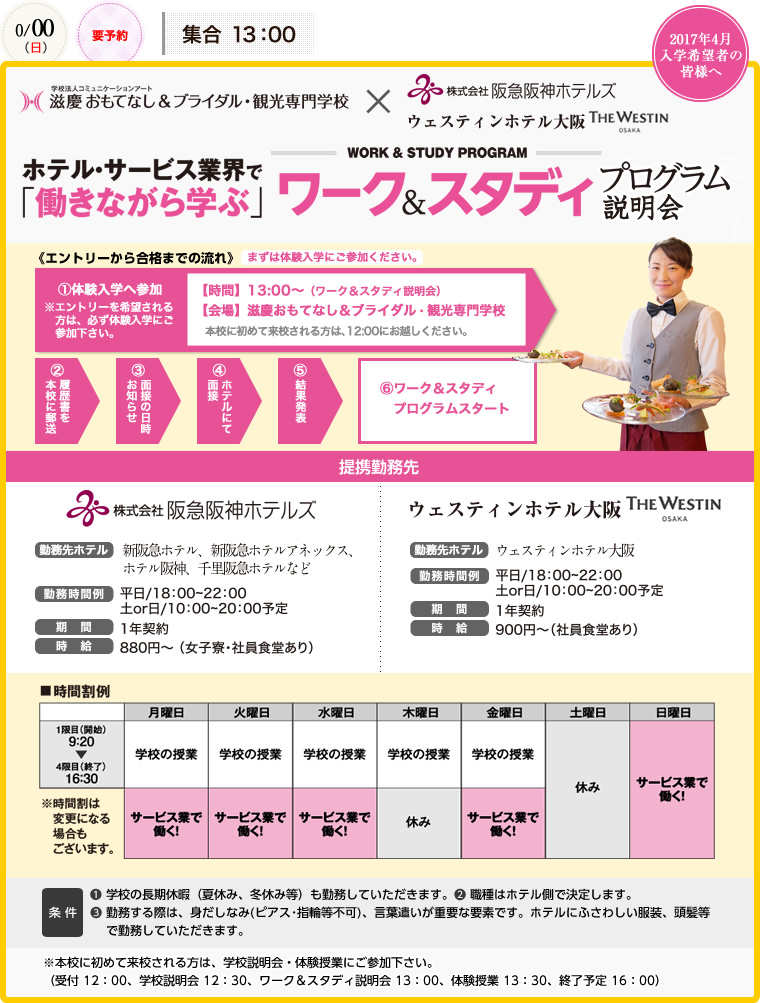 0/00
(日)
要予約
集合 13:00
2017年4月
入学希望者の
皆様へ
学校法人コミュニケーションアート
滋慶 おもてなし&ブライダル・観光専門学校
×
株式会社 阪急阪神ホテルズ
ウェスティンホテル大阪 THE WESTIN
OSAKA
ホテル・サービス業界で
「働きながら学ぶ」
WORK & STUDY PROGRAM
ワーク&スタディ
プログラム
説明会
《エントリーから合格までの流れ》 まずは体験入学にご参加ください。
①体験入学へ参加
※エントリーを希望される
方は、必ず体験入学にご
参加下さい。
【時間】13:00~(ワーク&スタディ説明会)
【会場】滋慶おもてなし&ブライダル・観光専門学校
本校に初めて来校される方は、12:00にお越しください。
②履歴書を
本校に郵送
③面接の日時
お知らせ
④ホテルにて
面接
⑤結果発表
⑥ワーク&スタディ
プログラムスタート
提携勤務先
株式会社 阪急阪神ホテルズ
勤務先ホテル 新阪急ホテル、新阪急ホテルアネックス、
ホテル阪神、千里阪急ホテルなど
勤務時間例 平日/18:00~22:00
土or日/10:00~20:00予定
期 間 1年契約
時 給 880円~(女子寮・社員食堂あり)
ウェスティンホテル大阪 THE WESTIN
OSAKA
勤務先ホテル ウェスティンホテル大阪
勤務時間例 平日/18:00~22:00
土or日/10:00~20:00予定
期 間 1年契約
時 給 900円~(社員食堂あり)
■時間割例
月曜日 火曜日 水曜日 木曜日 金曜日 土曜日 日曜日
1限目(開始)
9:20
▼
4限目(終了)
16:30
学校の授業 学校の授業 学校の授業 学校の授業 学校の授業
休み
サービス業で
働く!
※時間割は
変更になる
場合も
ございます。
サービス業で サービス業で サービス業で 休み サービス業で
働く! 働く! 働く! 働く!
条件
❶ 学校の長期休暇(夏休み、冬休み等)も勤務していただきます。❷ 職種はホテル側で決定します。
❸ 勤務する際は、身だしなみ(ピアス・指輪等不可)、言葉遣いが重要な要素です。ホテルにふさわしい服装、頭髪等
で勤務していただきます。
※本校に初めて来校される方は、学校説明会・体験授業にご参加下さい。
(受付 12:00、学校説明会 12:30、ワーク&スタディ説明会 13:00、体験授業 13:30、終了予定 16:00)